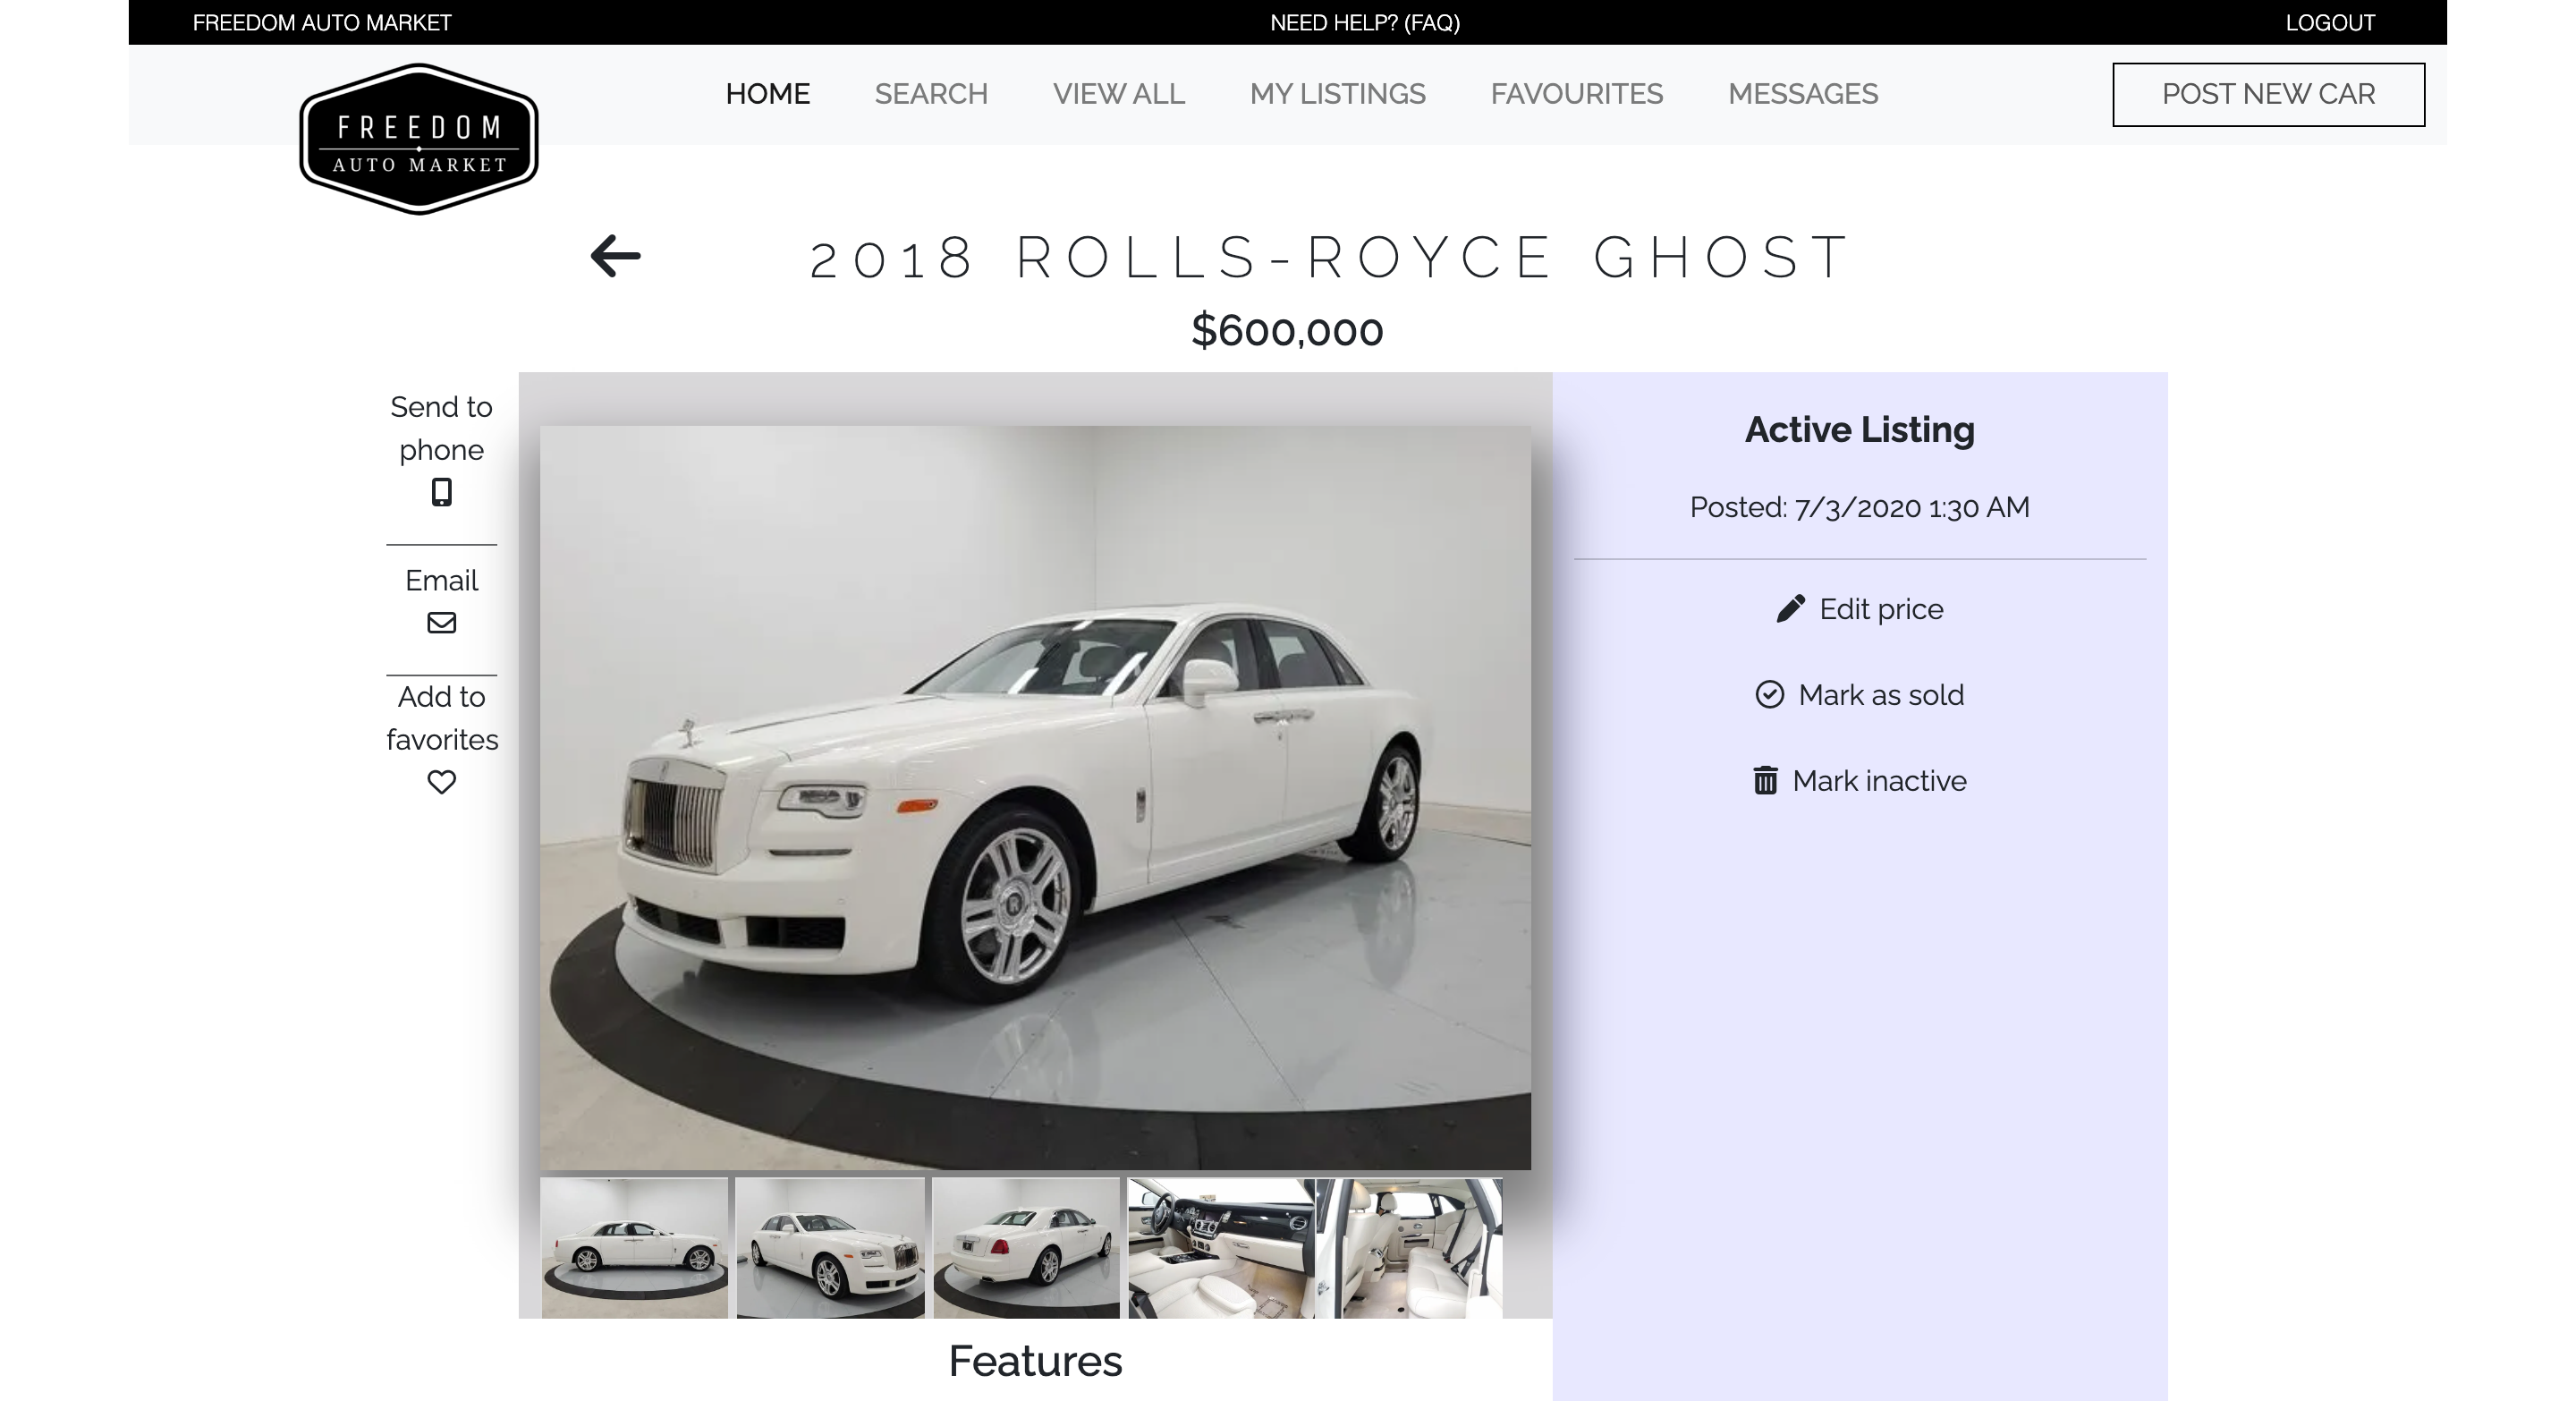 FREEDOM AUTO MARKET
NEED HELP? (FAQ)
LOGOUT
FREEDOM
AUTO MARKET
HOME
SEARCH
VIEW ALL
MY LISTINGS
FAVOURITES
MESSAGES
POST NEW CAR
2018 ROLLS-ROYCE GHOST
$600,000
Send to
phone
Email
Add to
favorites
Active Listing
Posted: 7/3/2020 1:30 AM
Edit price
Mark as sold
Mark inactive
Features